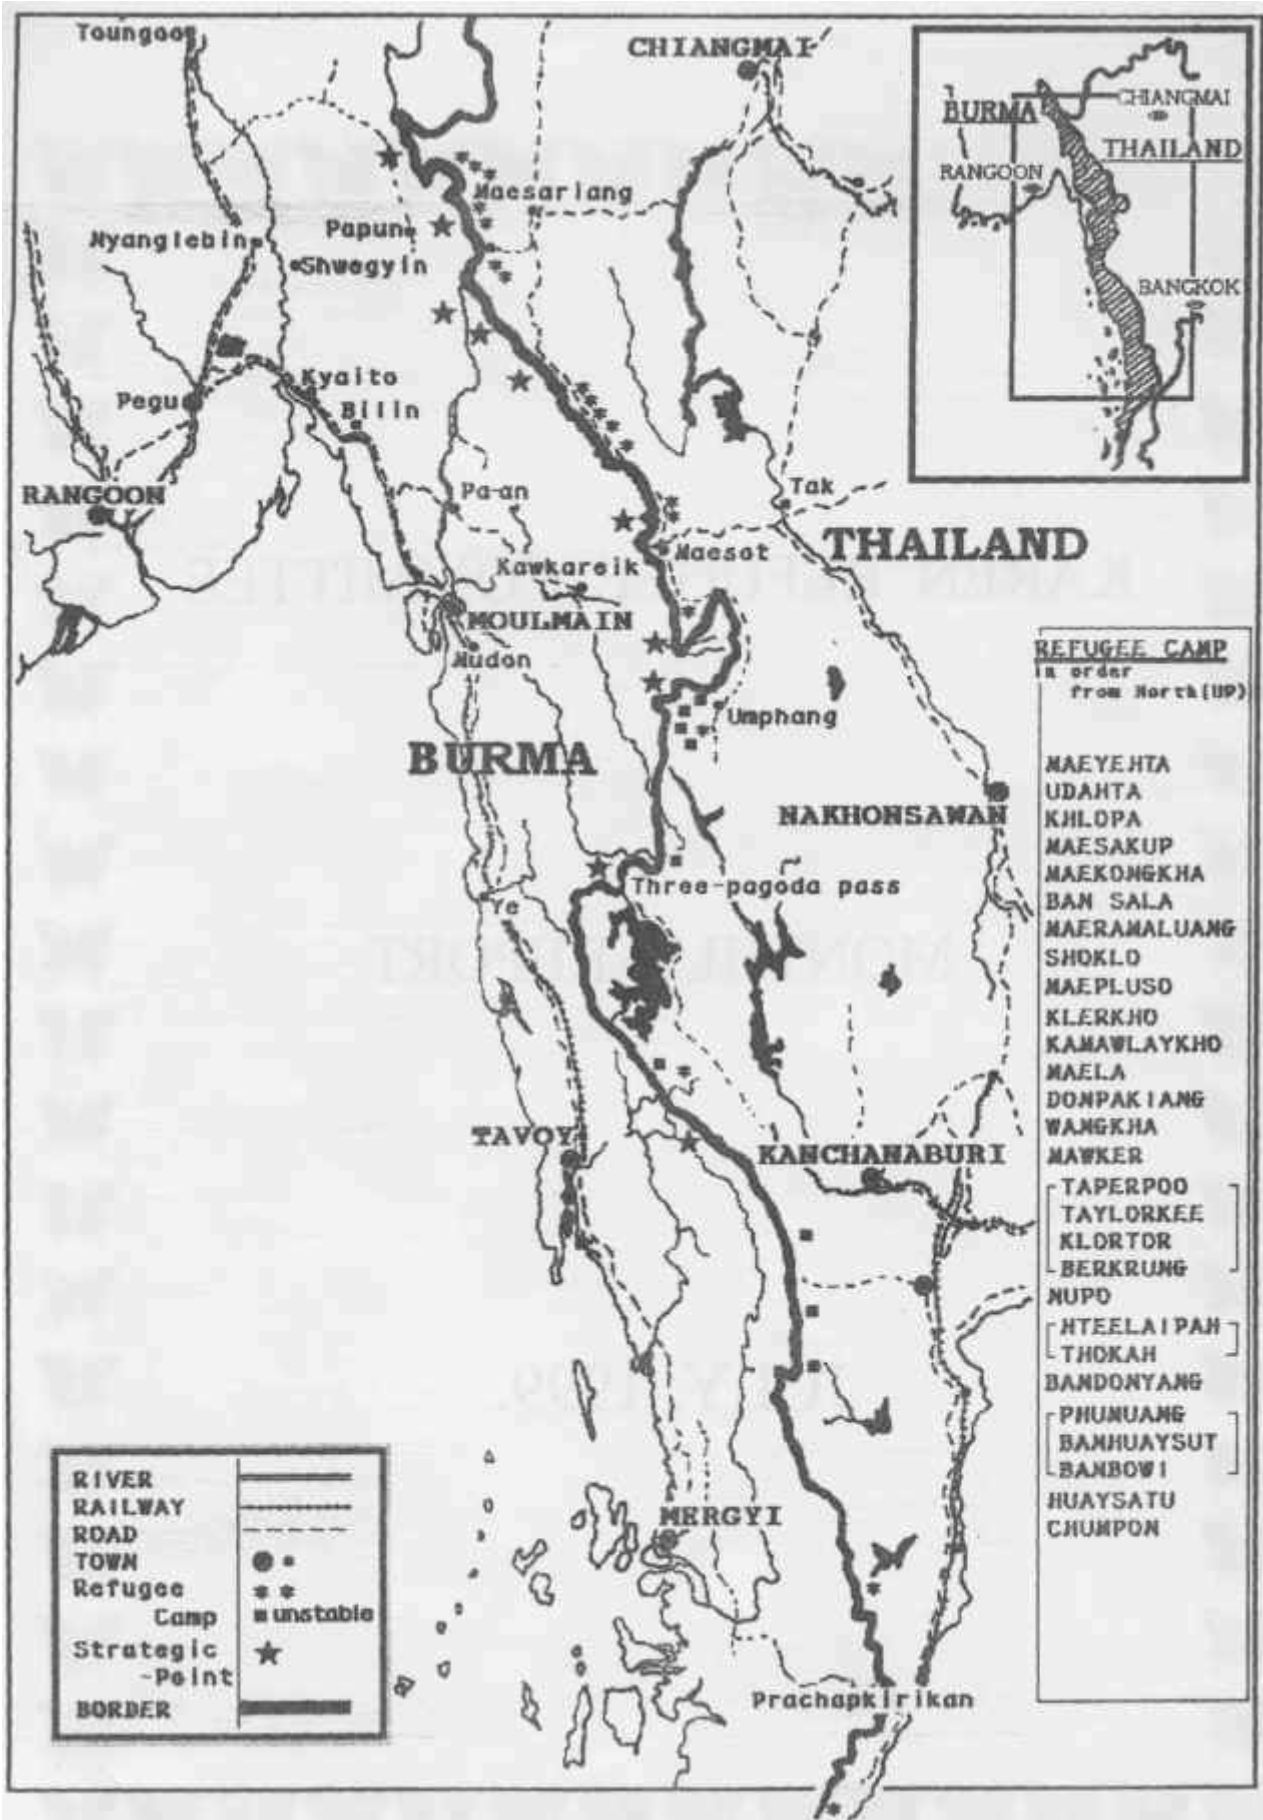 Toungoo
CHIANGMAI
Maesariang
Nyanglebin
Papun
Shwegyin
Kyaito
Pegu
Bilin
RANGOON
Pa-an
Tak
THAILAND
Maesot
Kawkareik
MOULMAIN
Mudon
Umphang
BURMA
NAKHONSAWAN
Three-pagoda pass
Ye
TAVOY
KANCHANABURI
MERGYI
Prachapkirikan
BURMA
CHIANGMAI
THAILAND
RANGOON
BANGKOK
REFUGEE CAMP
in order
from North(UP)
MAEYEHTA
UDAHTA
KHLOPA
MAESAKUP
MAEKONGKHA
BAN SALA
MAERAMALUANG
SHOKLO
MAEPLUSO
KLERKHO
KAMAWLAYKHO
MAELA
DONPAKIANG
WANGKHA
MAWKER
TAPERPOO
TAYLORKEE
KLORTOR
BERKRUNG
NUPO
HTEELAIPAH
THOKAH
BANDONYANG
PHUNUANG
BANHUAYSUT
BANBOWI
HUAYSATU
CHUMPON
RIVER
RAILWAY
ROAD
TOWN
Refugee
Camp unstable
Strategic
-Point
BORDER